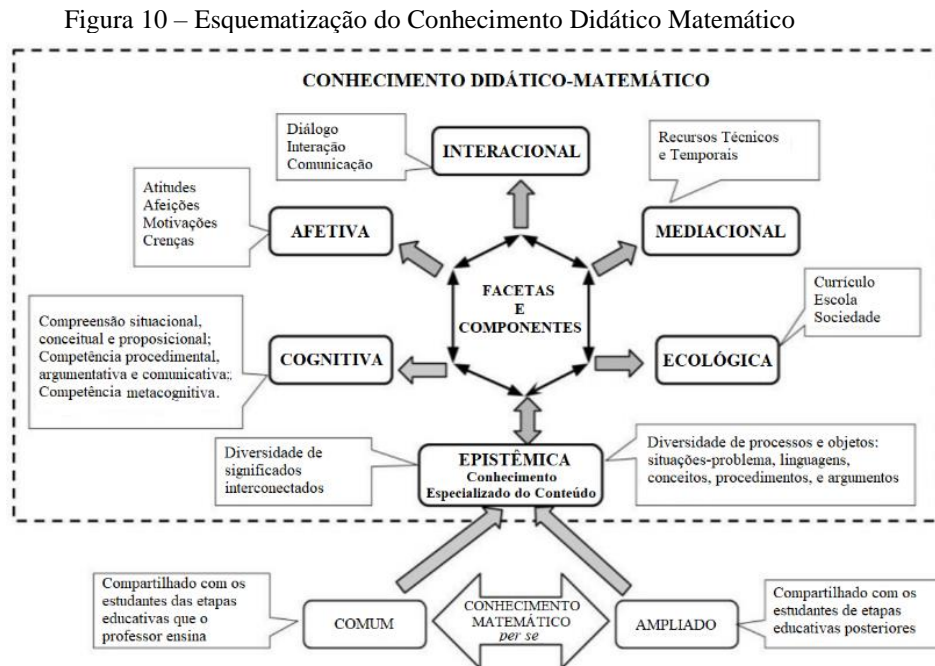 Figura 10 – Esquematização do Conhecimento Didático Matemático
CONHECIMENTO DIDÁTICO-MATEMÁTICO
Diálogo
Interação
Comunicação
INTERACIONAL
Recursos Técnicos
e Temporais
Atitudes
Afeições
Motivações
Crenças
AFETIVA
MEDIACIONAL
FACETAS
E
COMPONENTES
Currículo
Escola
Sociedade
Compreensão situacional,
conceitual e proposicional;
Competência procedimental,
argumentativa e comunicativa;;
Competência metacognitiva.
COGNITIVA
ECOLÓGICA
Diversidade de
significados
interconectados
EPISTÊMICA
Conhecimento
Especializado do Conteúdo
Diversidade de processos e objetos:
situações-problema, linguagens,
conceitos, procedimentos, e argumentos
Compartilhado com os
estudantes das etapas
educativas que o
professor ensina
COMUM
CONHECIMENTO
MATEMÁTICO
per se
AMPLIADO
Compartilhado com os
estudantes de etapas
educativas posteriores